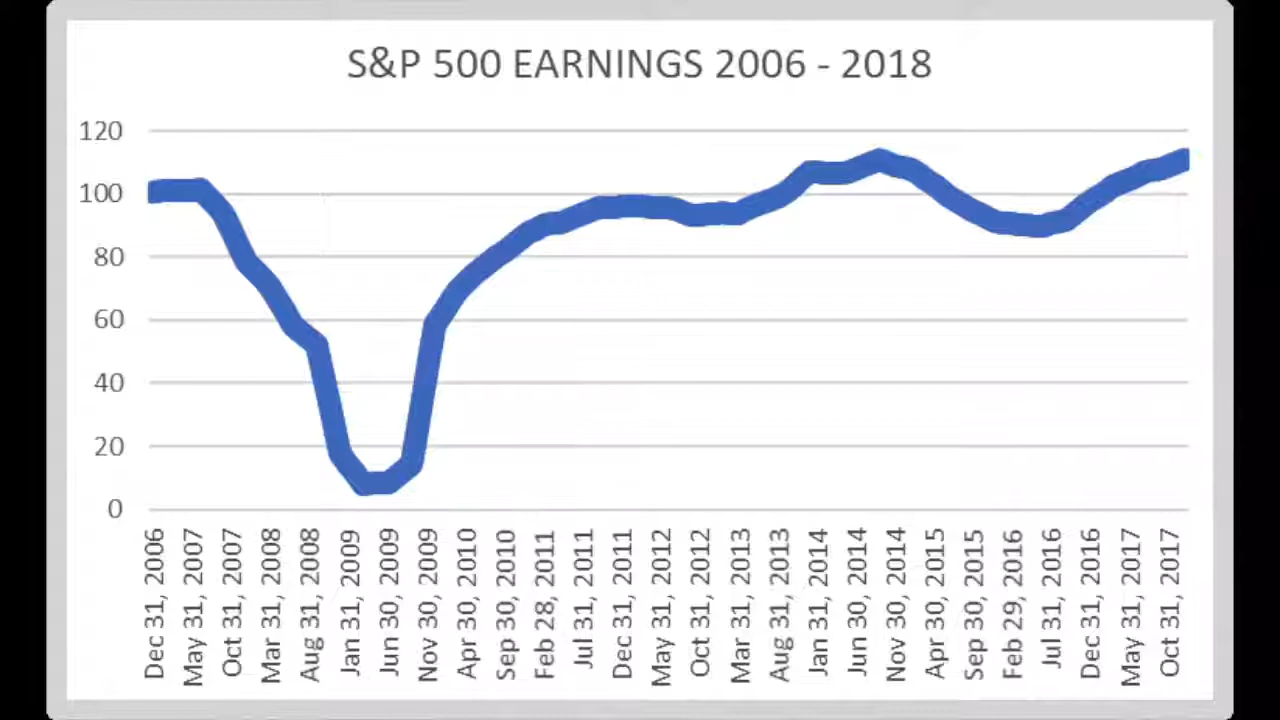 S&P 500 EARNINGS 2006 - 2018
120
100
80
60
40
20
0
Dec 31, 2006
May 31, 2007
Oct 31, 2007
Mar 31, 2008
Aug 31, 2008
Jan 31, 2009
Jun 30, 2009
Nov 30, 2009
Apr 30, 2010
Sep 30, 2010
Feb 28, 2011
Jul 31, 2011
Dec 31, 2011
May 31, 2012
Oct 31, 2012
Mar 31, 2013
Aug 31, 2013
Jan 31, 2014
Jun 30, 2014
Nov 30, 2014
Apr 30, 2015
Sep 30, 2015
Feb 29, 2016
Jul 31, 2016
Dec 31, 2016
May 31, 2017
Oct 31, 2017